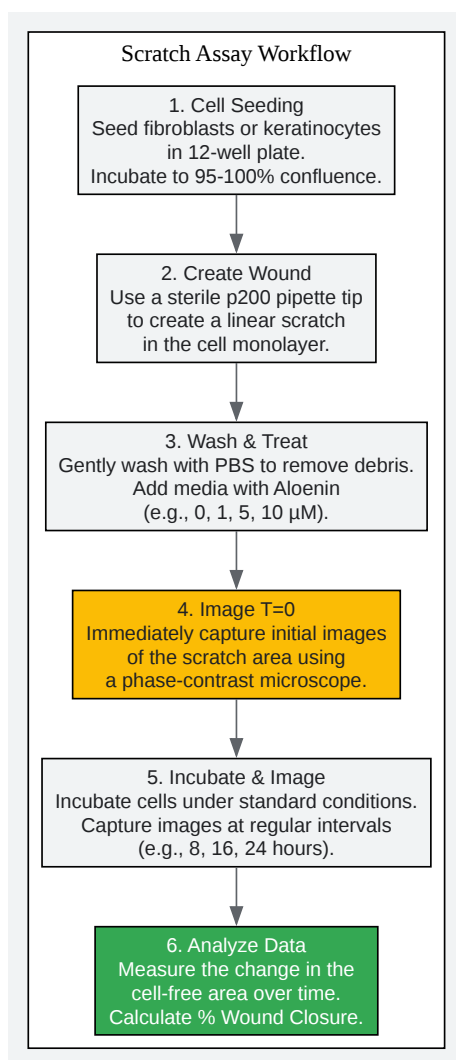 Scratch Assay Workflow
1. Cell Seeding
Seed fibroblasts or keratinocytes
in 12-well plate.
Incubate to 95-100% confluence.
2. Create Wound
Use a sterile p200 pipette tip
to create a linear scratch
in the cell monolayer.
3. Wash & Treat
Gently wash with PBS to remove debris.
Add media with Aloenin
(e.g., 0, 1, 5, 10 µM).
4. Image T=0
Immediately capture initial images
of the scratch area using
a phase-contrast microscope.
5. Incubate & Image
Incubate cells under standard conditions.
Capture images at regular intervals
(e.g., 8, 16, 24 hours).
6. Analyze Data
Measure the change in the
cell-free area over time.
Calculate % Wound Closure.